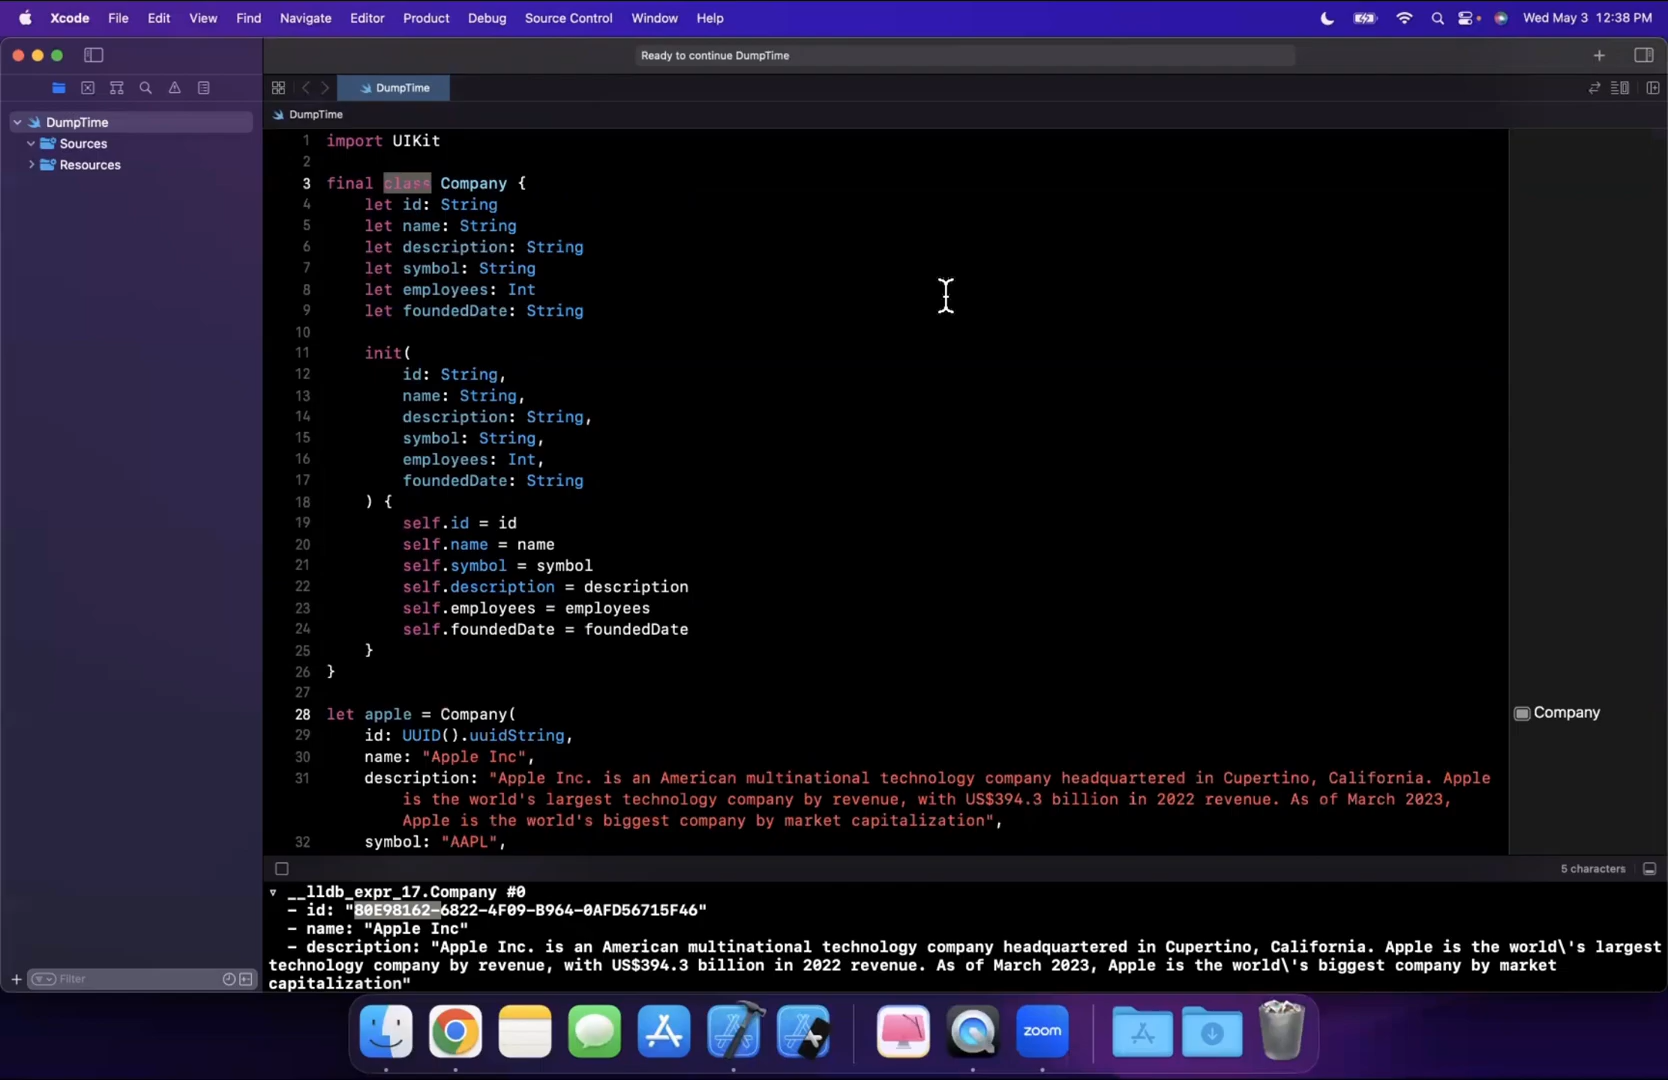 Xcode File Edit View Find Navigate Editor Product Debug Source Control Window Help Wed May 3 12:38 PM
Ready to continue DumpTime
DumpTime
DumpTime
DumpTime
Sources
Resources
1 import UIKit
2
3 final class Company {
4 let id: String
5 let name: String
6 let description: String
7 let symbol: String
8 let employees: Int
9 let foundedDate: String
10
11 init(
12 id: String,
13 name: String,
14 description: String,
15 symbol: String,
16 employees: Int,
17 foundedDate: String
18 ) {
19 self.id = id
20 self.name = name
21 self.symbol = symbol
22 self.description = description
23 self.employees = employees
24 self.foundedDate = foundedDate
25 }
26 }
27
28 let apple = Company(
Company
29 id: UUID().uuidString,
30 name: "Apple Inc",
31 description: "Apple Inc. is an American multinational technology company headquartered in Cupertino, California. Apple
is the world's largest technology company by revenue, with US$394.3 billion in 2022 revenue. As of March 2023,
Apple is the world's biggest company by market capitalization",
32 symbol: "AAPL",
5 characters
__lldb_expr_17.Company #0
- id: "80E98162-6822-4F09-B964-0AFD56715F46"
- name: "Apple Inc"
- description: "Apple Inc. is an American multinational technology company headquartered in Cupertino, California. Apple is the world\'s largest
technology company by revenue, with US$394.3 billion in 2022 revenue. As of March 2023, Apple is the world\'s biggest company by market
capitalization"
Filter
zoom